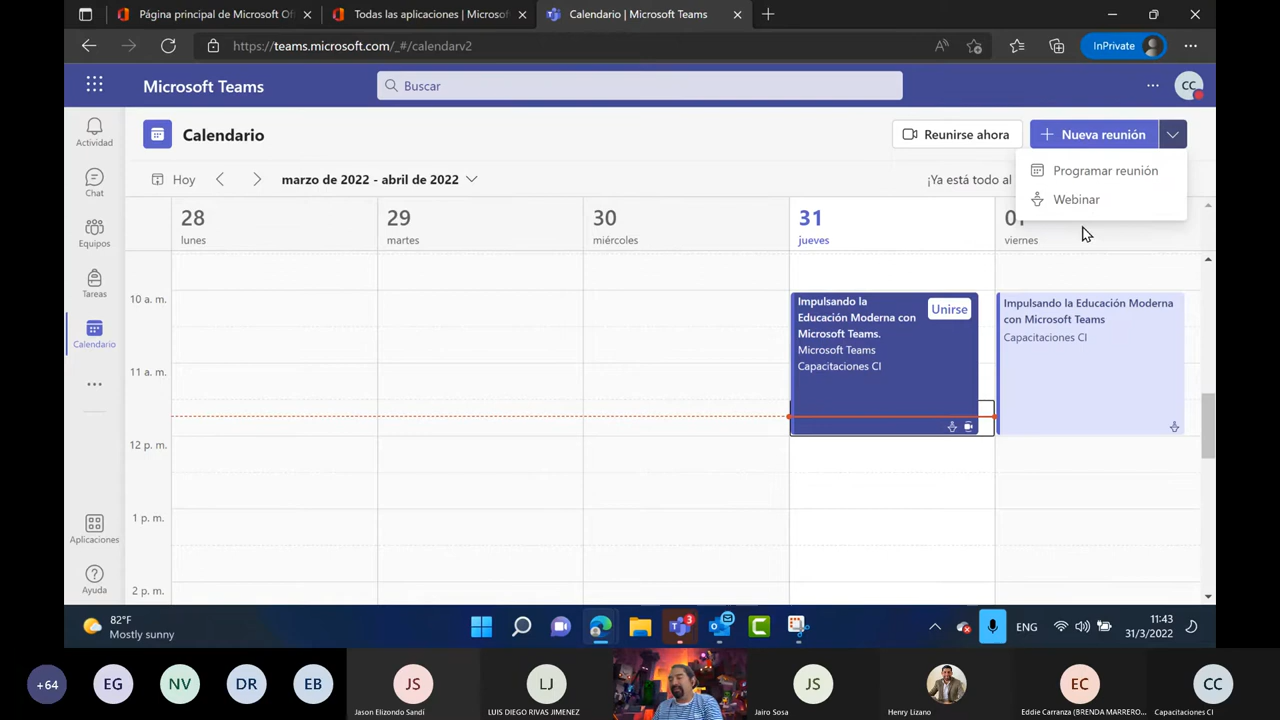 Página principal de Microsoft Of
Todas las aplicaciones | Microsof
Calendario | Microsoft Teams
https://teams.microsoft.com/_#/calendarv2
InPrivate
Microsoft Teams
Buscar
CC
Actividad
Chat
Equipos
Tareas
Calendario
Aplicaciones
Ayuda
Calendario
Reunirse ahora
Nueva reunión
Programar reunión
Webinar
Hoy
marzo de 2022 - abril de 2022
¡Ya está todo al
28
lunes
29
martes
30
miércoles
31
jueves
01
viernes
10 a. m.
11 a. m.
12 p. m.
1 p. m.
2 p. m.
Impulsando la
Educación Moderna con
Microsoft Teams.
Microsoft Teams
Capacitaciones CI
Unirse
Impulsando la Educación Moderna
con Microsoft Teams
Capacitaciones CI
82°F
Mostly sunny
3
ENG
11:43
31/3/2022
+64
EG
NV
DR
EB
JS
Jason Elizondo Sandí
LJ
LUIS DIEGO RIVAS JIMENEZ
JS
Jairo Sosa
Henry Lizano
EC
Eddie Carranza (BRENDA MARRERO...
CC
Capacitaciones CI